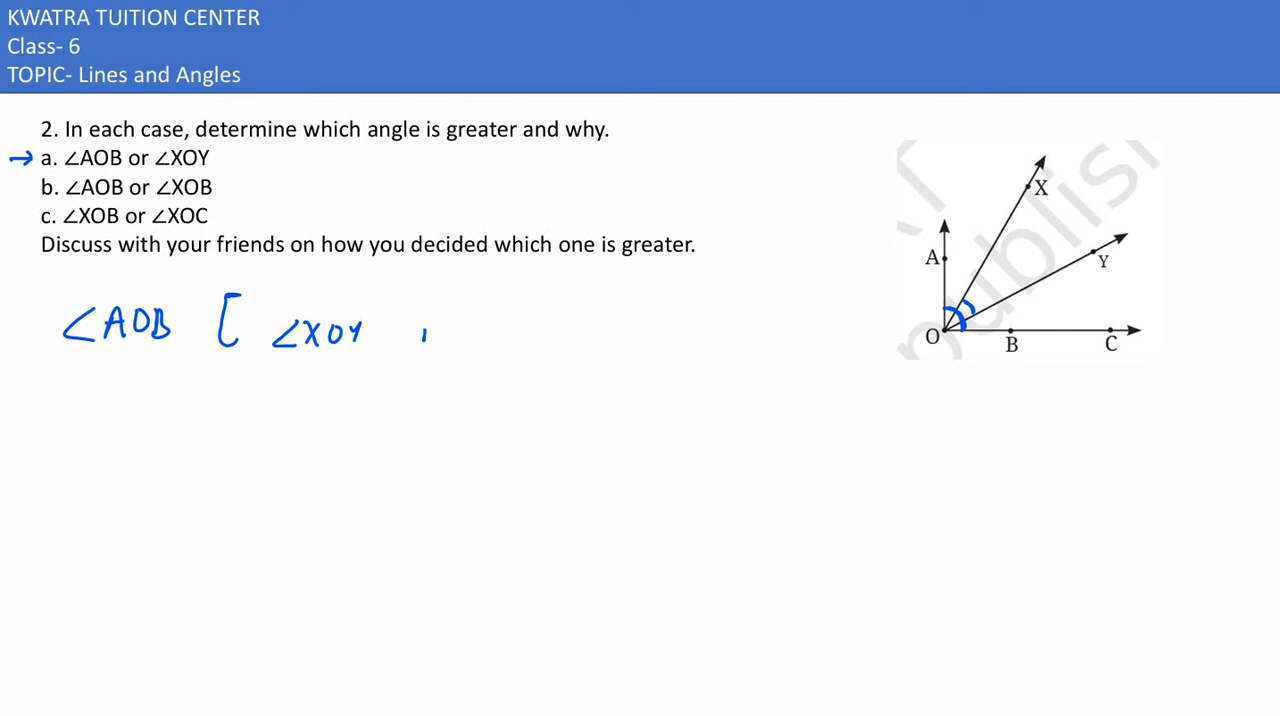 KWATRA TUITION CENTER
Class- 6
TOPIC- Lines and Angles
2. In each case, determine which angle is greater and why.
→ a. ∠AOB or ∠XOY
b. ∠AOB or ∠XOB
c. ∠XOB or ∠XOC
Discuss with your friends on how you decided which one is greater.
∠AOB [ ∠XOY
X
A
Y
O
B
C
publis